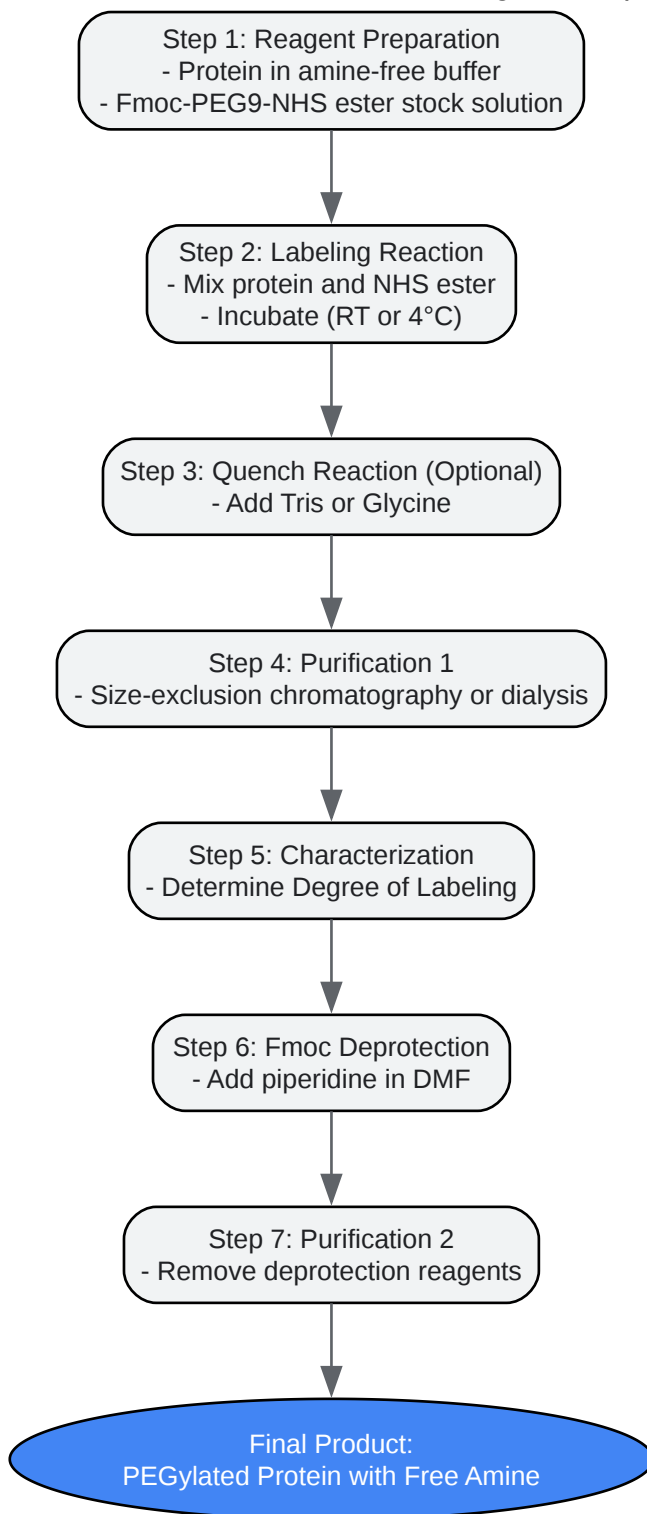 Step 1: Reagent Preparation
- Protein in amine-free buffer
- Fmoc-PEG9-NHS ester stock solution
Step 2: Labeling Reaction
- Mix protein and NHS ester
- Incubate (RT or 4°C)
Step 3: Quench Reaction (Optional)
- Add Tris or Glycine
Step 4: Purification 1
- Size-exclusion chromatography or dialysis
Step 5: Characterization
- Determine Degree of Labeling
Step 6: Fmoc Deprotection
- Add piperidine in DMF
Step 7: Purification 2
- Remove deprotection reagents
Final Product:
PEGylated Protein with Free Amine